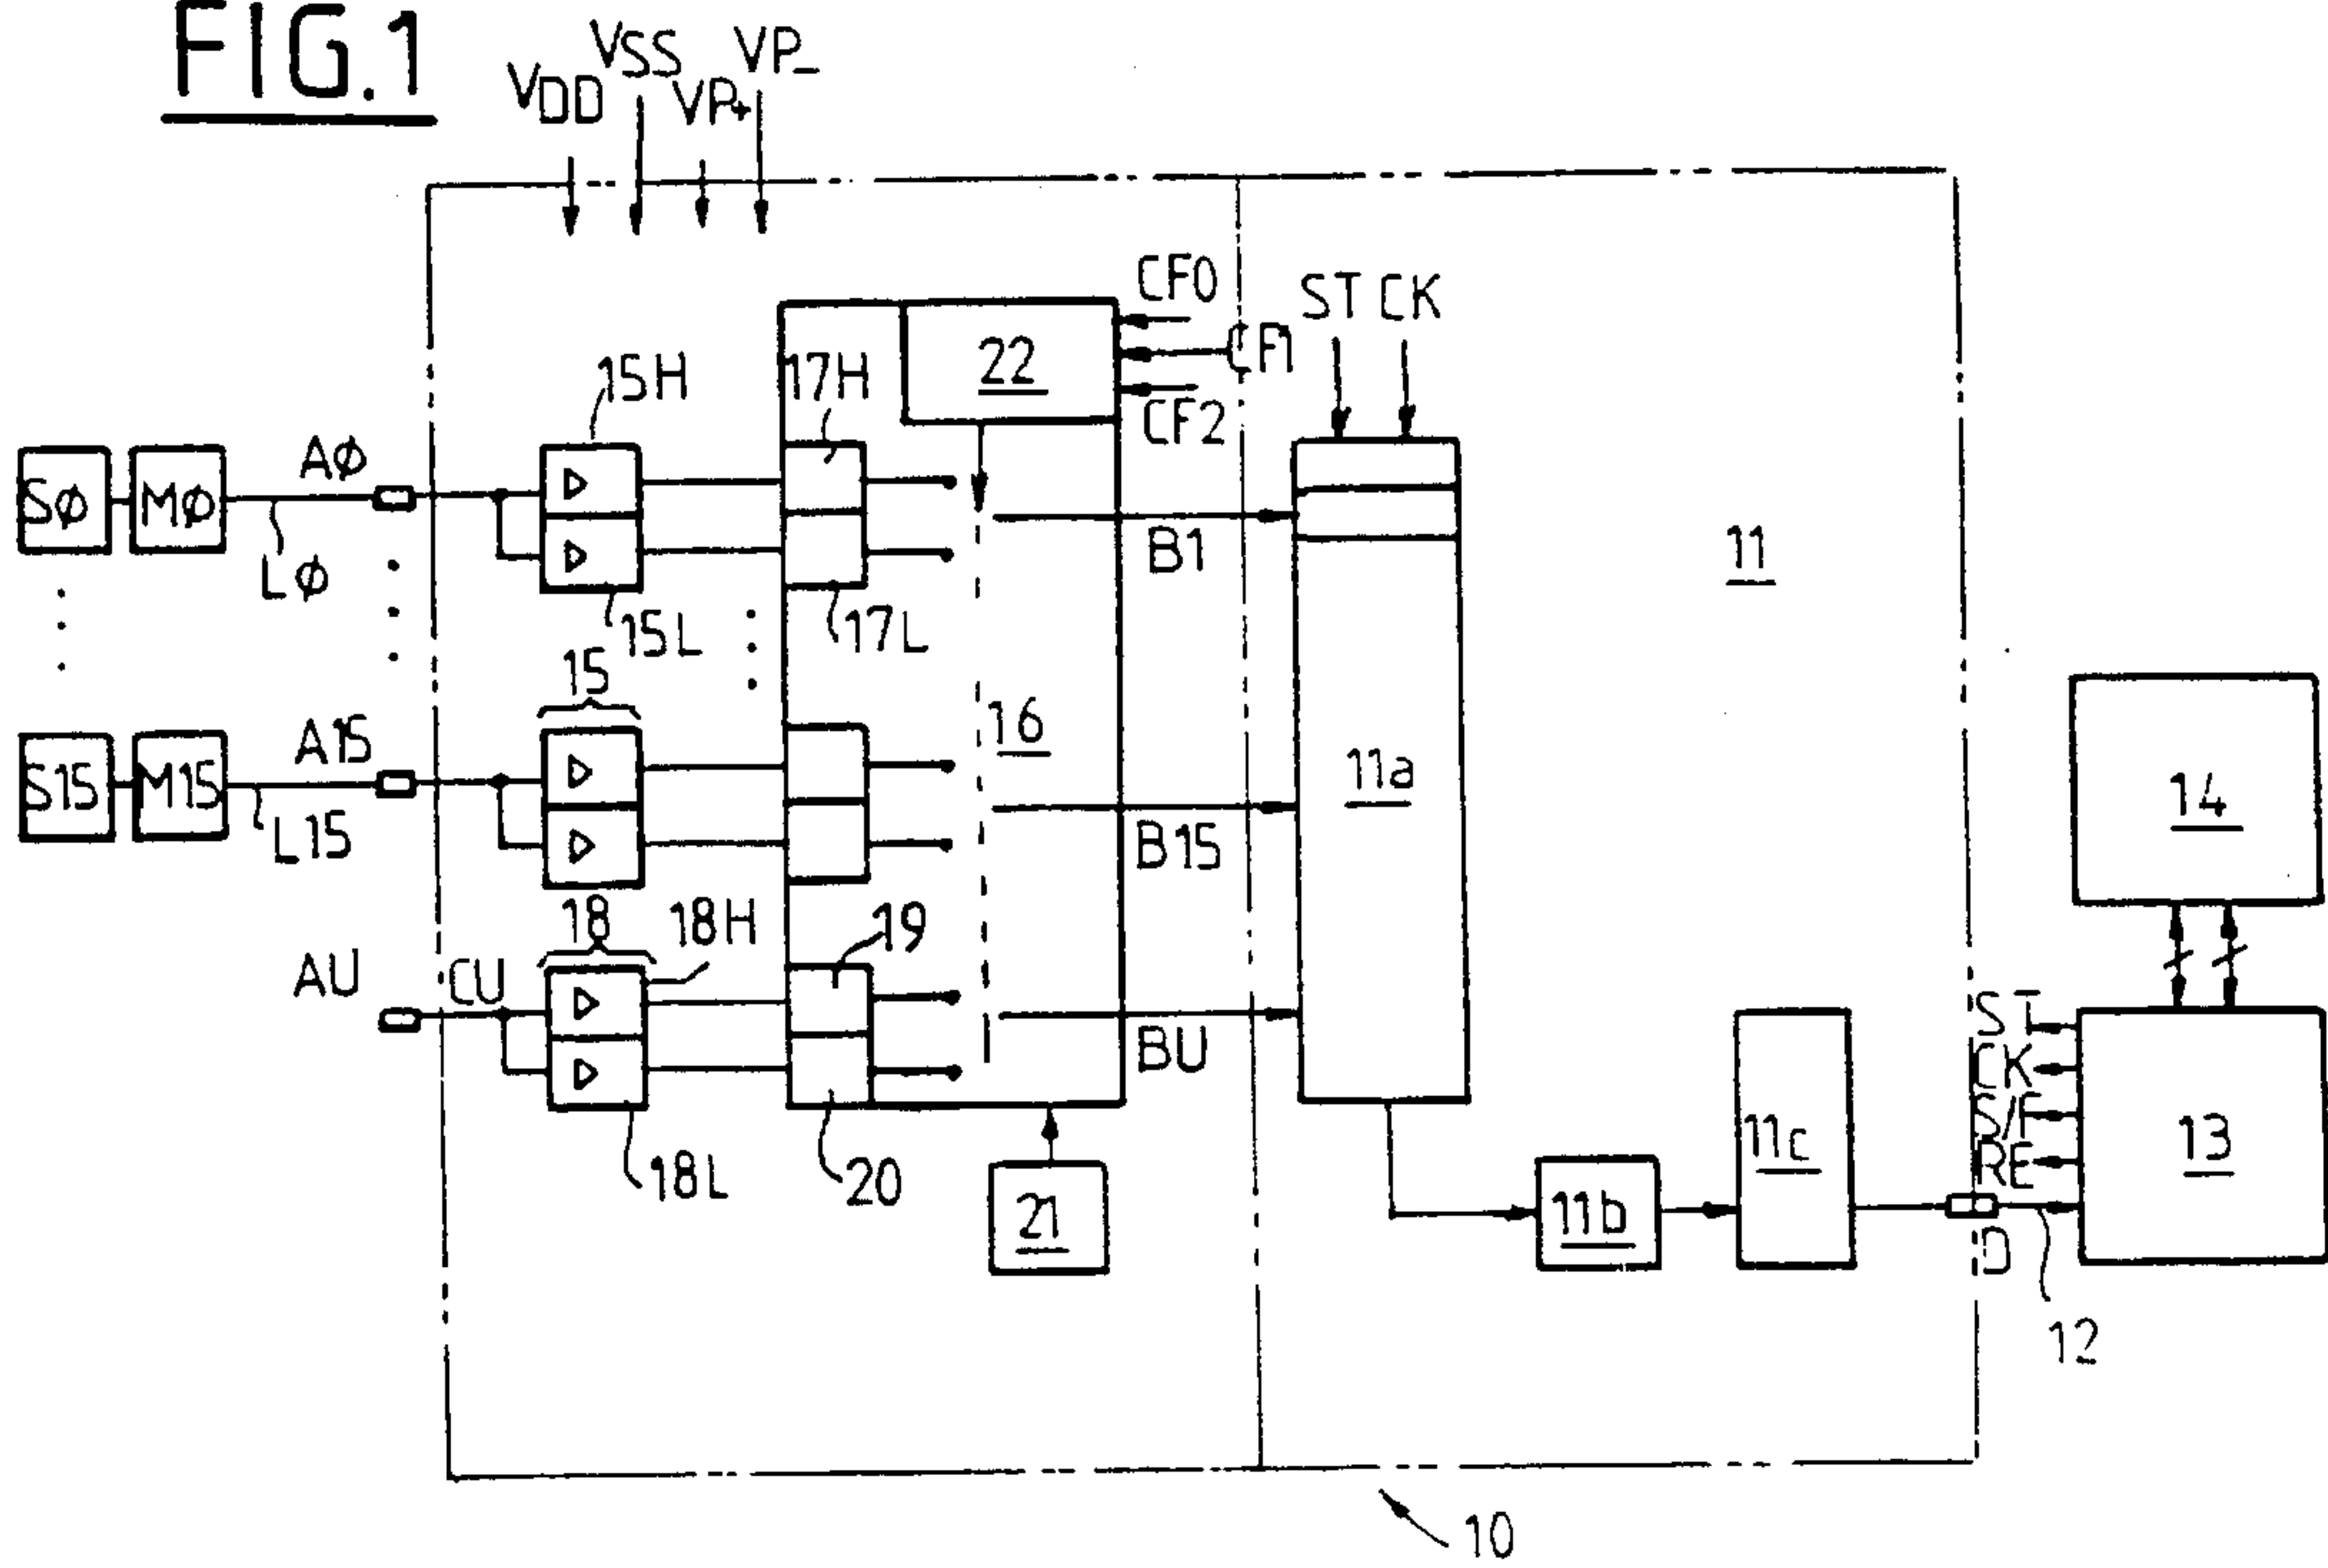 FIG.1
VDD
VSS
VP+
VP-
CF0
CF1
CF2
ST CK
22
15H
17H
SØ
MØ
AØ
LØ
B1
11
15L
17L
15
16
11a
14
S15
M15
A15
L15
B15
18
18H
19
AU
CU
BU
ST
CK
S/F
RE
11c
13
18L
20
21
11b
D
12
10